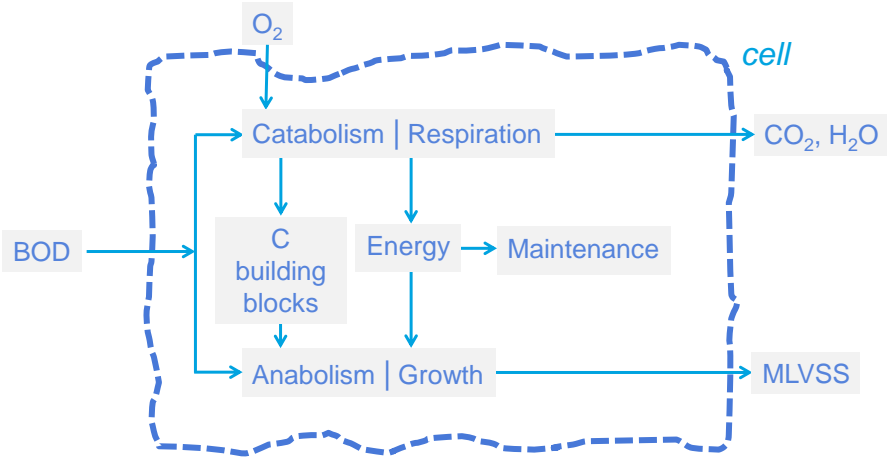 O₂
cell
Catabolism | Respiration
CO₂, H₂O
BOD
C
building
blocks
Energy
Maintenance
Anabolism | Growth
MLVSS